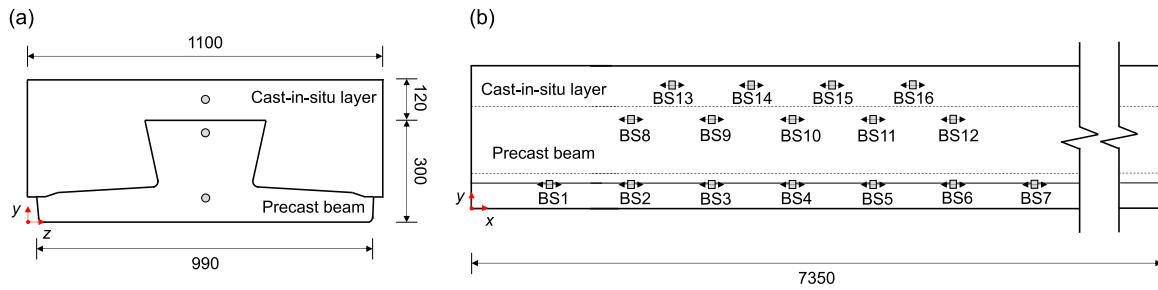 (a)
1100
Cast-in-situ layer
120
300
Precast beam
y
z
990
(b)
Cast-in-situ layer
BS13 BS14 BS15 BS16
BS8 BS9 BS10 BS11 BS12
Precast beam
BS1 BS2 BS3 BS4 BS5 BS6 BS7
y
x
7350